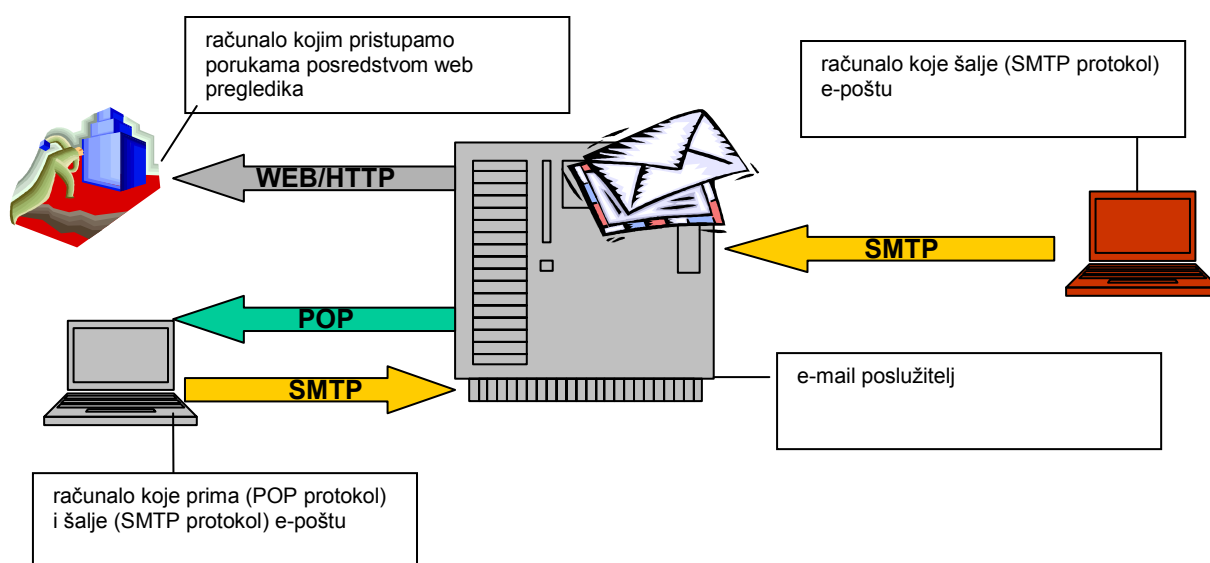 računalo kojim pristupamo
porukama posredstvom web
pregledika
računalo koje šalje (SMTP protokol)
e-poštu
WEB/HTTP
SMTP
POP
SMTP
e-mail poslužitelj
računalo koje prima (POP protokol)
i šalje (SMTP protokol) e-poštu